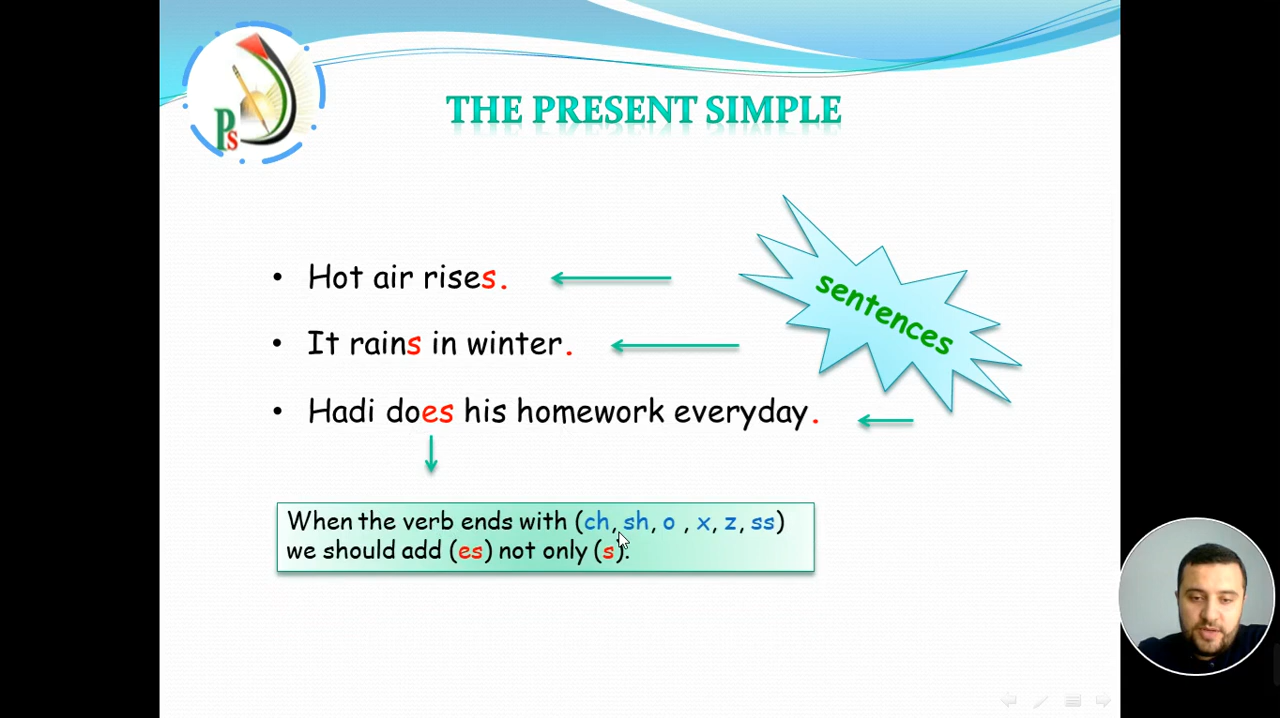 Ps
THE PRESENT SIMPLE
• Hot air rises.
sentences
• It rains in winter.
• Hadi does his homework everyday.
When the verb ends with (ch, sh, o , x, z, ss)
we should add (es) not only (s).